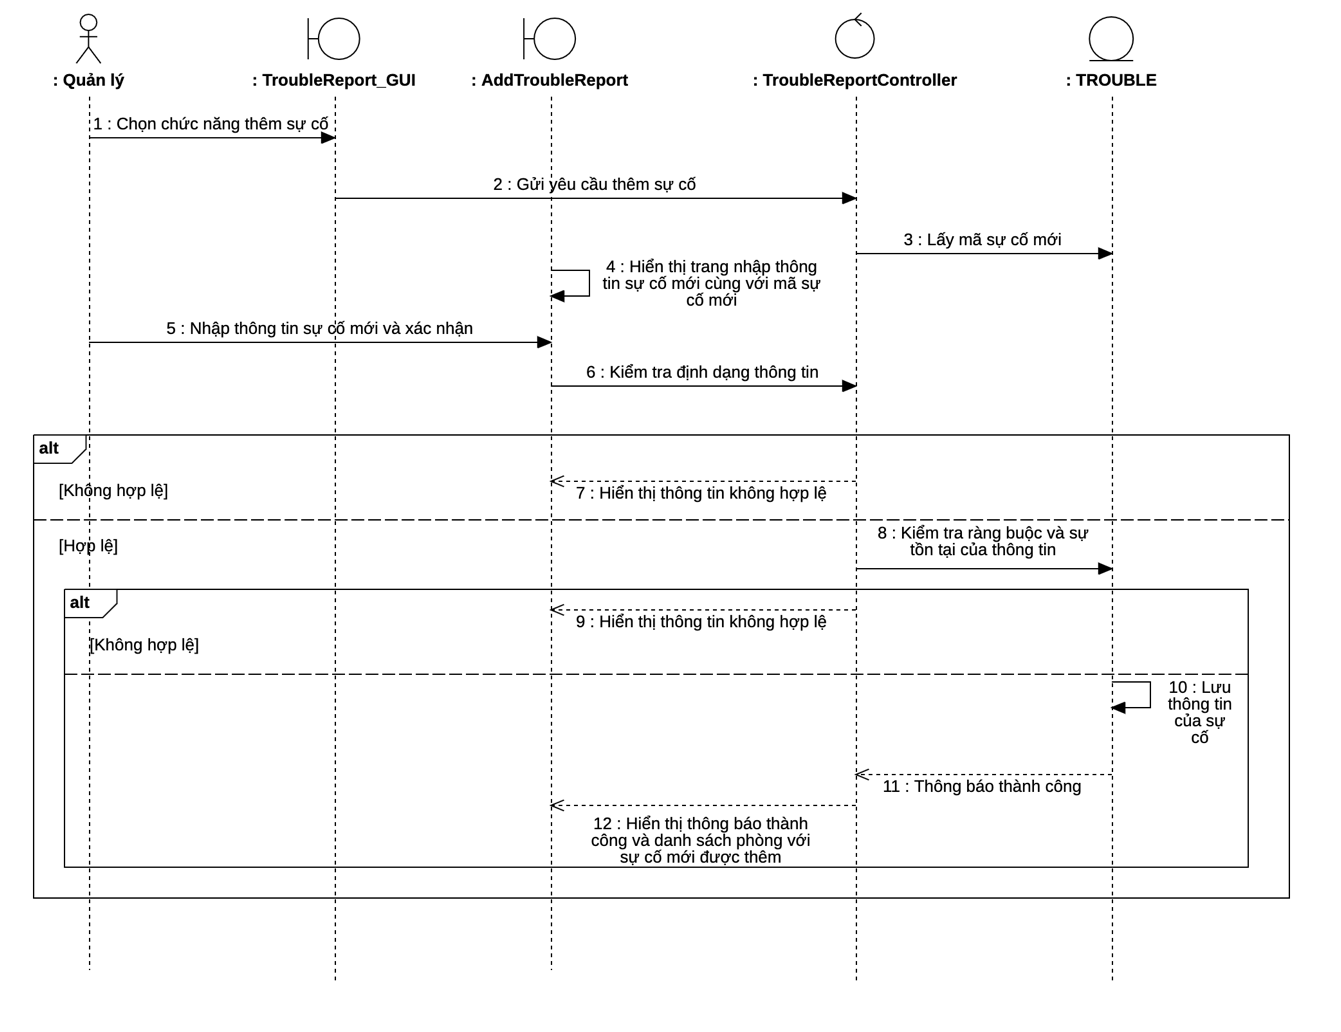 : Quản lý
: TroubleReport_GUI
: AddTroubleReport
: TroubleReportController
: TROUBLE
1 : Chọn chức năng thêm sự cố
2 : Gửi yêu cầu thêm sự cố
3 : Lấy mã sự cố mới
4 : Hiển thị trang nhập thông
tin sự cố mới cùng với mã sự
cố mới
5 : Nhập thông tin sự cố mới và xác nhận
6 : Kiểm tra định dạng thông tin
alt
[Không hợp lệ]
7 : Hiển thị thông tin không hợp lệ
[Hợp lệ]
8 : Kiểm tra ràng buộc và sự
tồn tại của thông tin
alt
9 : Hiển thị thông tin không hợp lệ
[Không hợp lệ]
10 : Lưu
thông tin
của sự
cố
11 : Thông báo thành công
12 : Hiển thị thông báo thành
công và danh sách phòng với
sự cố mới được thêm